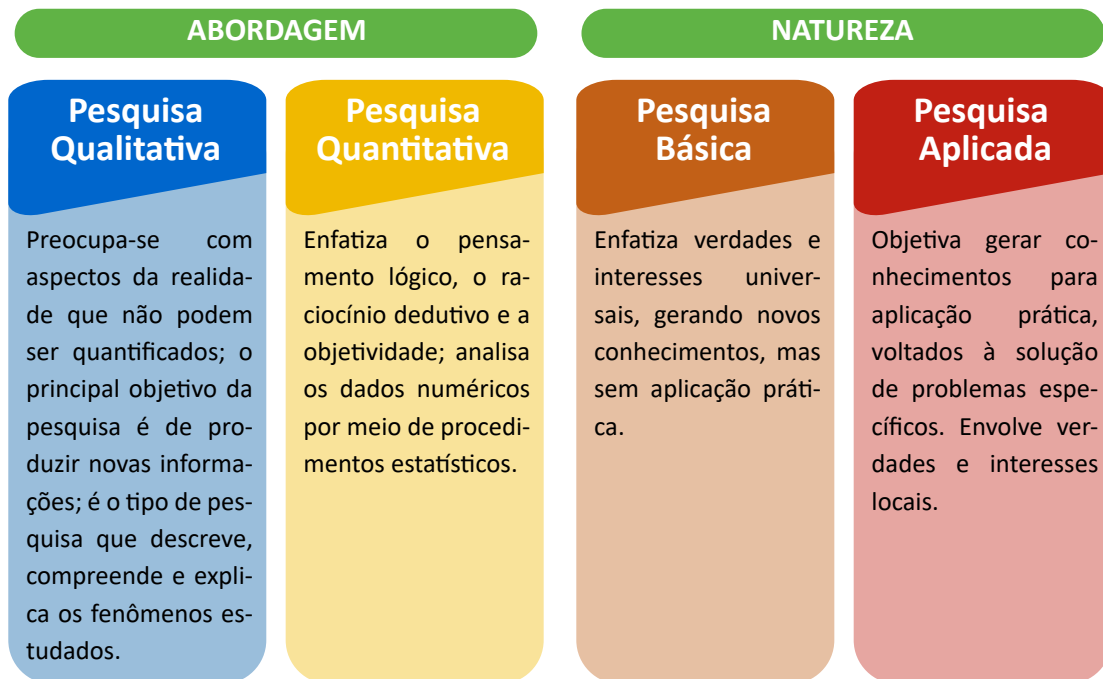 ABORDAGEM
Pesquisa
Qualitativa
Preocupa-se com
aspectos da realida-
de que não podem
ser quantificados; o
principal objetivo da
pesquisa é de pro-
duzir novas informa-
ções; é o tipo de pes-
quisa que descreve,
compreende e expli-
ca os fenômenos es-
tudados.
Pesquisa
Quantitativa
Enfatiza o pensa-
mento lógico, o ra-
ciocínio dedutivo e a
objetividade; analisa
os dados numéricos
por meio de procedi-
mentos estatísticos.
NATUREZA
Pesquisa
Básica
Enfatiza verdades e
interesses univer-
sais, gerando novos
conhecimentos, mas
sem aplicação práti-
ca.
Pesquisa
Aplicada
Objetiva gerar co-
nhecimentos para
aplicação prática,
voltados à solução
de problemas espe-
cíficos. Envolve ver-
dades e interesses
locais.